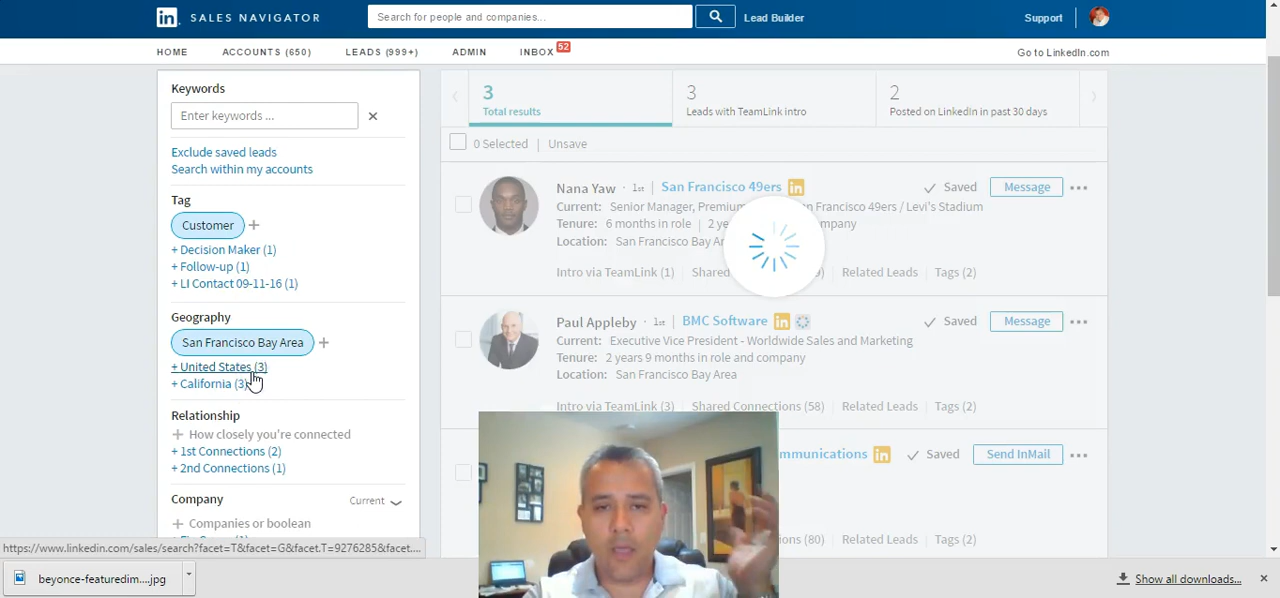 in SALES NAVIGATOR
Search for people and companies...
Lead Builder
Support
HOME ACCOUNTS (650) LEADS (999+) ADMIN INBOX 52
Go to LinkedIn.com
Keywords
Enter keywords ...
Exclude saved leads
Search within my accounts
Tag
Customer +
+ Decision Maker (1)
+ Follow-up (1)
+ LI Contact 09-11-16 (1)
Geography
San Francisco Bay Area +
+ United States (3)
+ California (3)
Relationship
+ How closely you're connected
+ 1st Connections (2)
+ 2nd Connections (1)
Company Current
+ Companies or boolean
3
Total results
3
Leads with TeamLink intro
2
Posted on LinkedIn in past 30 days
0 Selected | Unsave
Nana Yaw · 1st | San Francisco 49ers in
Saved Message
Current: Senior Manager, Premium Francisco 49ers / Levi's Stadium
Tenure: 6 months in role | 2
Location: San Francisco Bay
Intro via TeamLink (1) Shared Related Leads Tags (2)
Paul Appleby · 1st | BMC Software in
Saved Message
Current: Executive Vice President - Worldwide Sales and Marketing
Tenure: 2 years 9 months in role and company
Location: San Francisco Bay Area
Intro via TeamLink (3) Shared Connections (58) Related Leads Tags (2)
mmunications in
Saved Send InMail
(80) Related Leads Tags (2)
https://www.linkedin.com/sales/search?facet=T&facet=G&facet.T=9276285&facet....
beyonce-featuredim....jpg
Show all downloads...